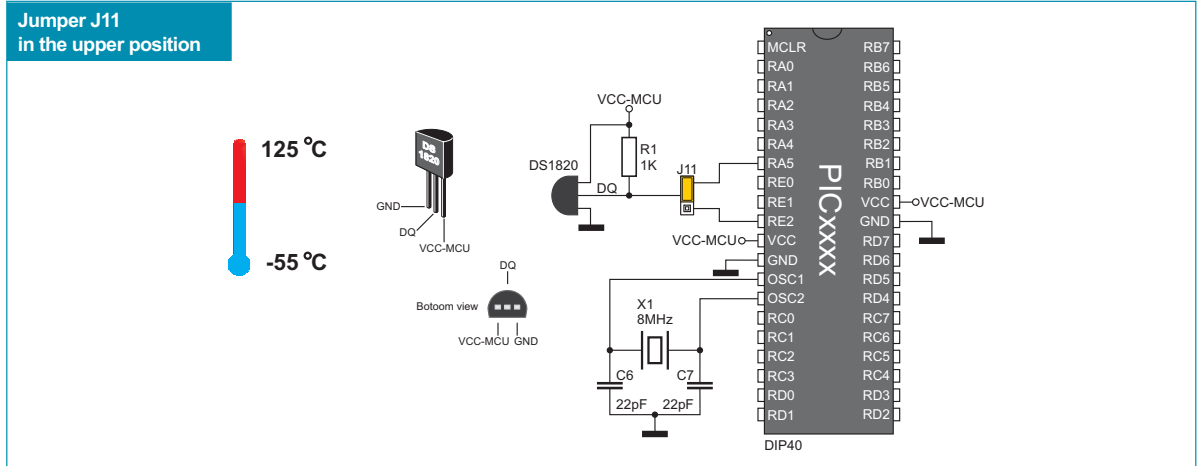 Jumper J11
in the upper position
125 °C
-55 °C
DS
1820
GND
DQ
VCC-MCU
DQ
Botoom view
VCC-MCU GND
VCC-MCU
R1
1K
DS1820
DQ
J11
VCC-MCU
X1
8MHz
C6
C7
22pF
22pF
MCLR
RA0
RA1
RA2
RA3
RA4
RA5
RE0
RE1
RE2
VCC
GND
OSC1
OSC2
RC0
RC1
RC2
RC3
RD0
RD1
PICxxxx
RB7
RB6
RB5
RB4
RB3
RB2
RB1
RB0
VCC
GND
RD7
RD6
RD5
RD4
RC7
RC6
RC5
RC4
RD3
RD2
VCC-MCU
DIP40